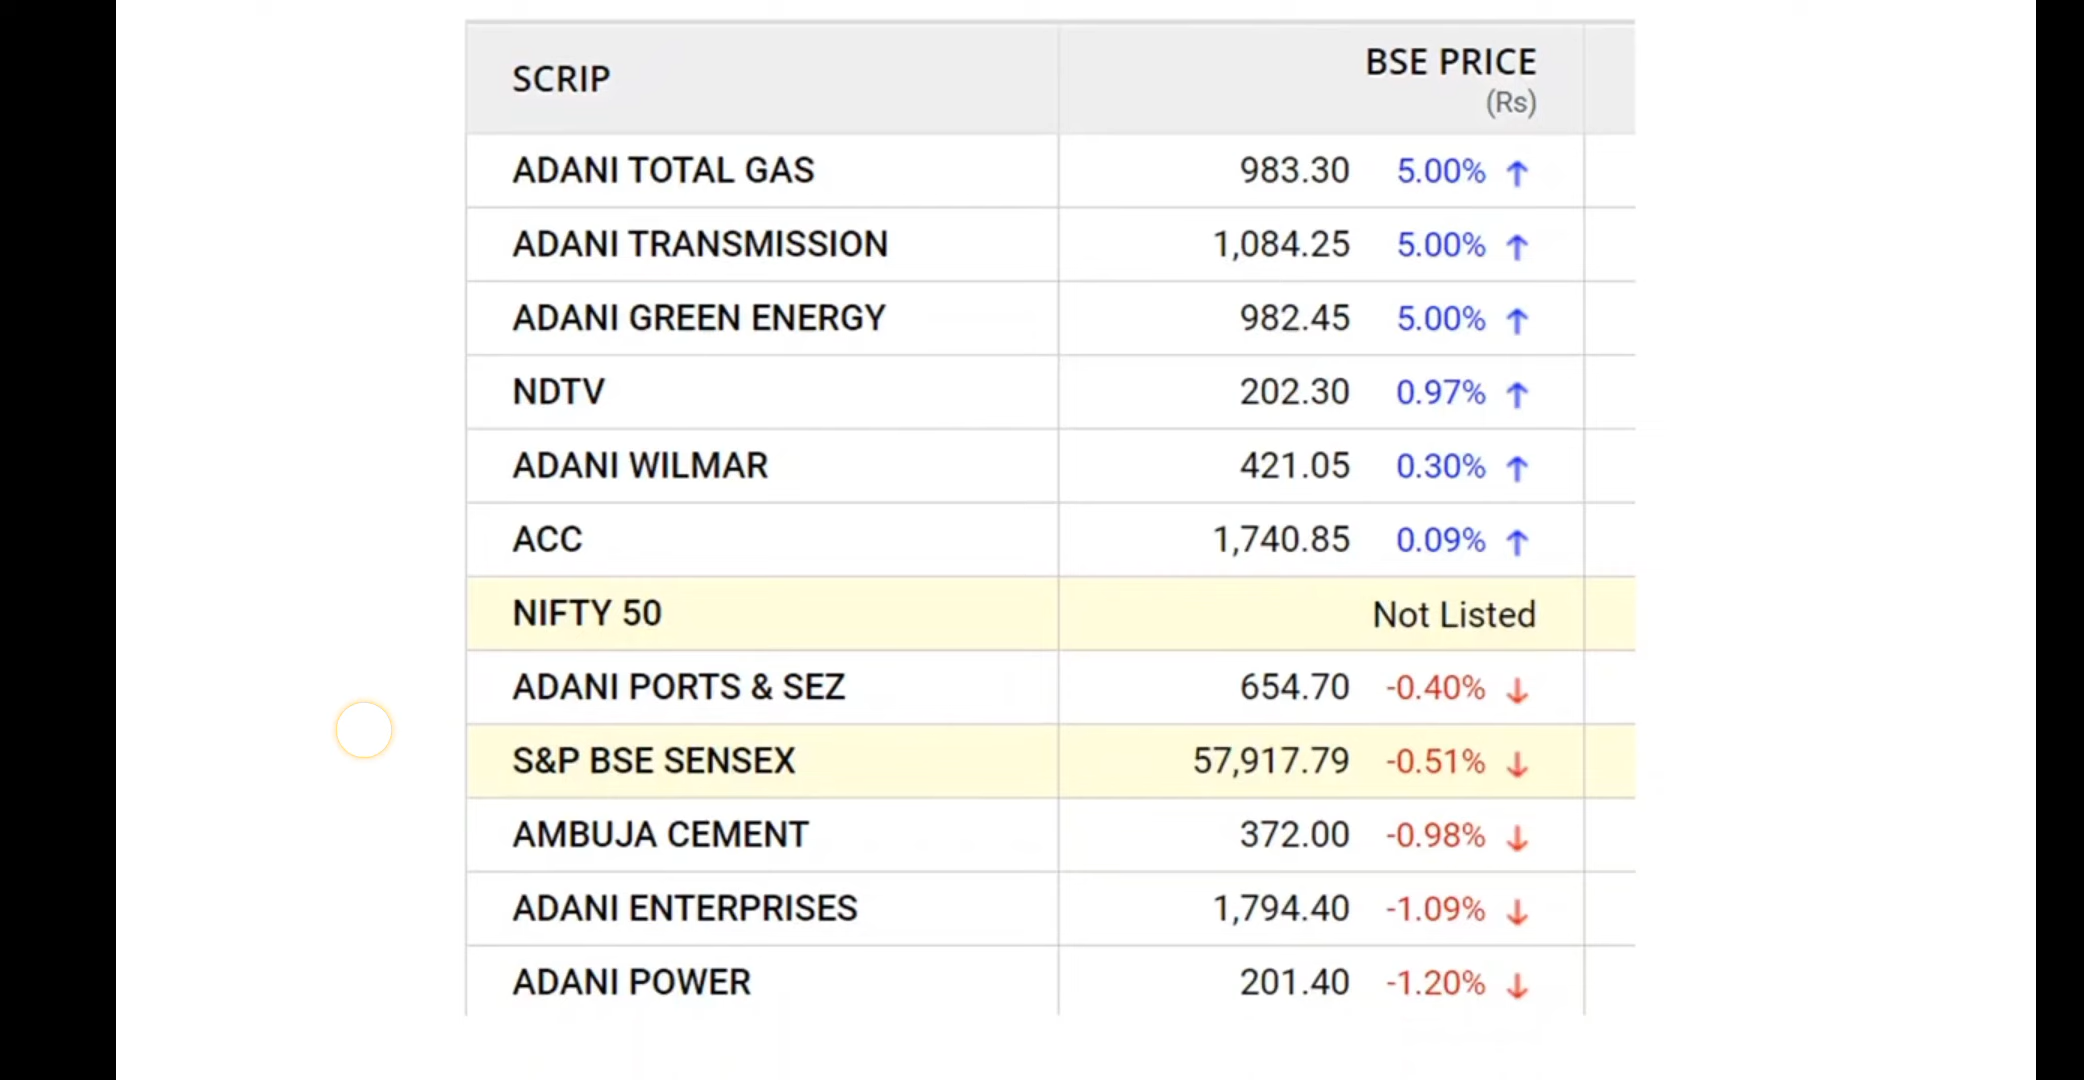 SCRIP BSE PRICE
(Rs)
ADANI TOTAL GAS 983.30 5.00% ↑
ADANI TRANSMISSION 1,084.25 5.00% ↑
ADANI GREEN ENERGY 982.45 5.00% ↑
NDTV 202.30 0.97% ↑
ADANI WILMAR 421.05 0.30% ↑
ACC 1,740.85 0.09% ↑
NIFTY 50 Not Listed
ADANI PORTS & SEZ 654.70 -0.40% ↓
S&P BSE SENSEX 57,917.79 -0.51% ↓
AMBUJA CEMENT 372.00 -0.98% ↓
ADANI ENTERPRISES 1,794.40 -1.09% ↓
ADANI POWER 201.40 -1.20% ↓